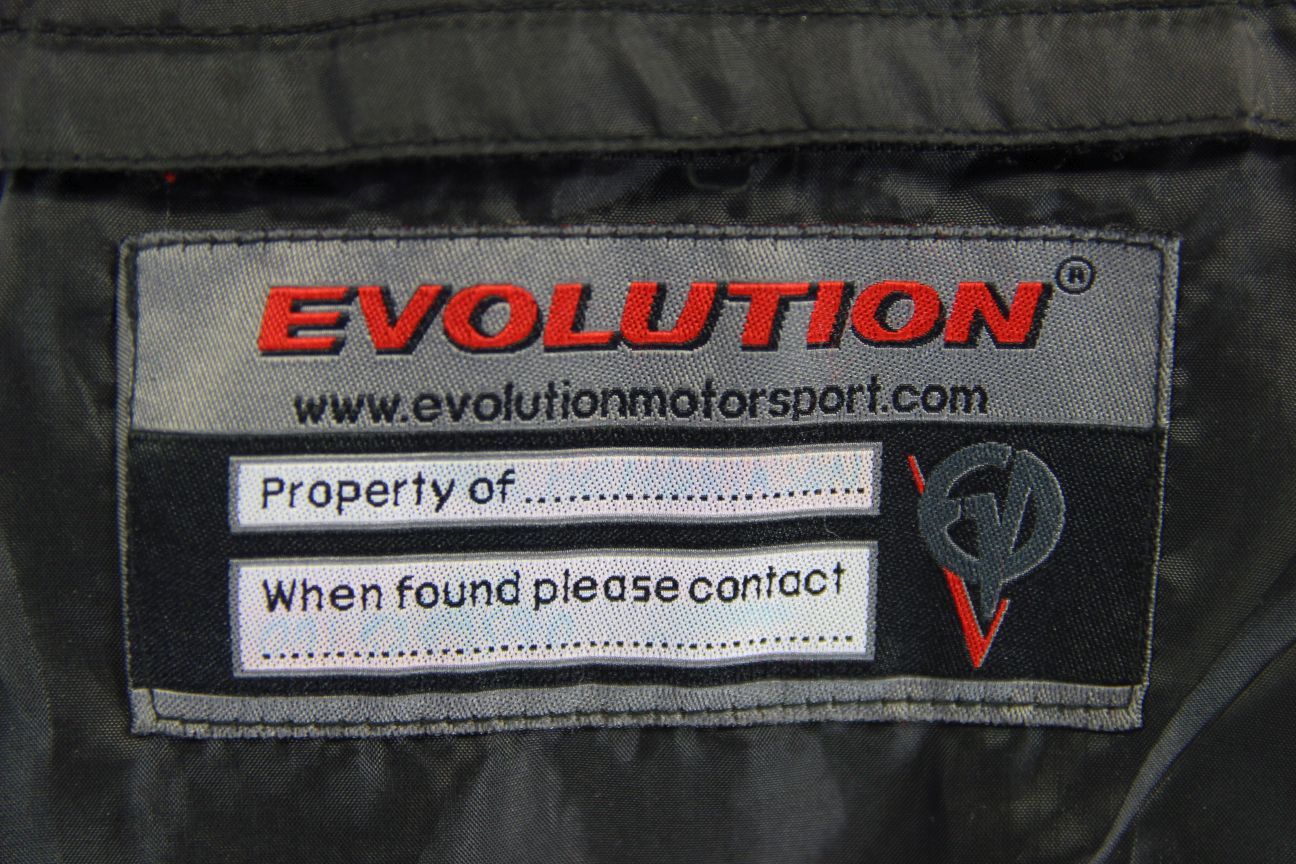 EVOLUTION®
www.evolutionmotorsport.com
Property of........................
When found please contact
........................................